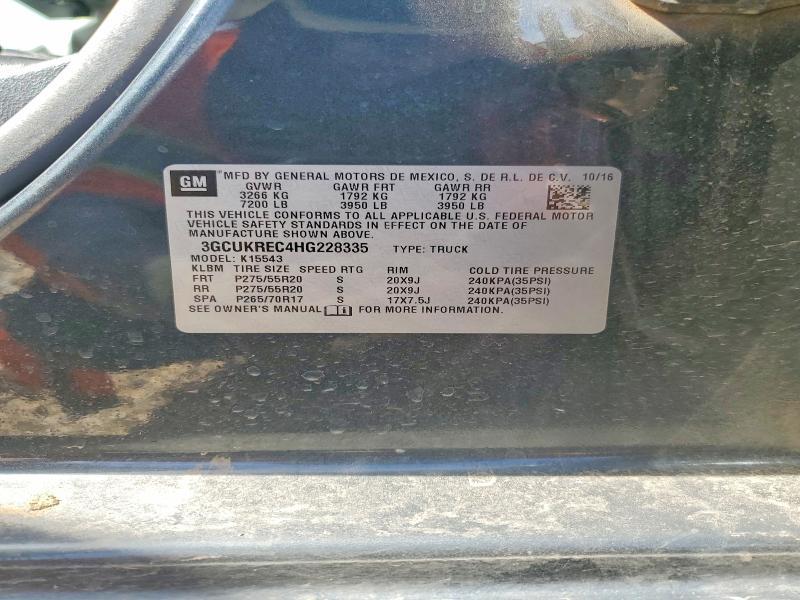 GM MFD BY GENERAL MOTORS DE MEXICO, S. DE R.L. DE C.V. 10/16
GVWR GAWR FRT GAWR RR
3266 KG 1792 KG 1792 KG
7200 LB 3950 LB 3950 LB
THIS VEHICLE CONFORMS TO ALL APPLICABLE U.S. FEDERAL MOTOR
VEHICLE SAFETY STANDARDS IN EFFECT ON THE DATE OF
MANUFACTURE SHOWN ABOVE.
3GCUKREC4HG228335 TYPE: TRUCK
MODEL: K15543
KLBM TIRE SIZE SPEED RTG RIM COLD TIRE PRESSURE
FRT P275/55R20 S 20X9J 240KPA(35PSI)
RR P275/55R20 S 20X9J 240KPA(35PSI)
SPA P265/70R17 S 17X7.5J 240KPA(35PSI)
SEE OWNER'S MANUAL FOR MORE INFORMATION.